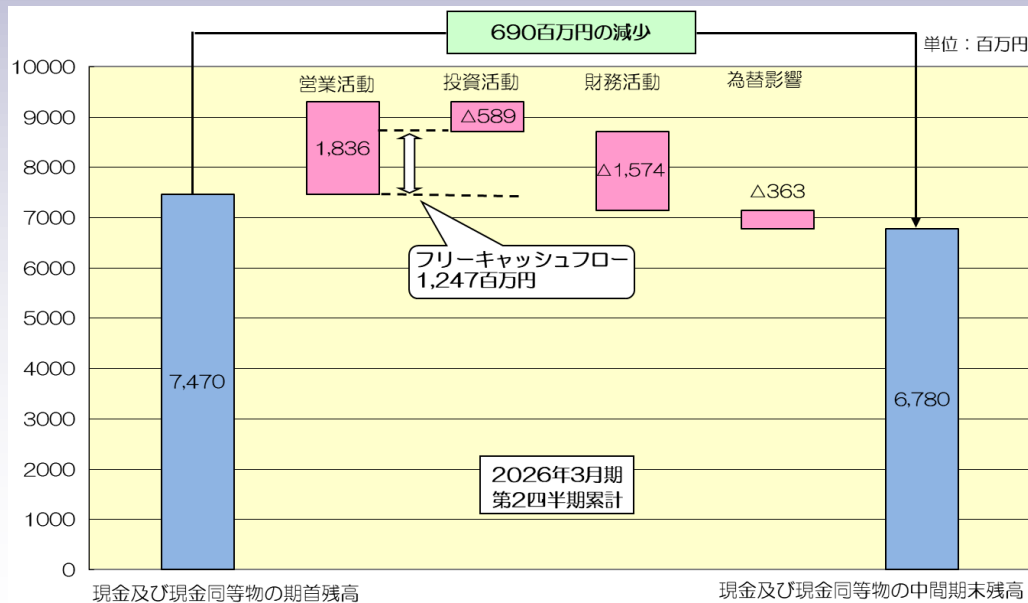 690百万円の減少
単位：百万円
10000
9000
8000
7000
6000
5000
4000
3000
2000
1000
0
営業活動
投資活動
財務活動
為替影響
1,836
△589
△1,574
△363
フリーキャッシュフロー
1,247百万円
7,470
6,780
2026年3月期
第2四半期累計
現金及び現金同等物の期首残高
現金及び現金同等物の中間期末残高